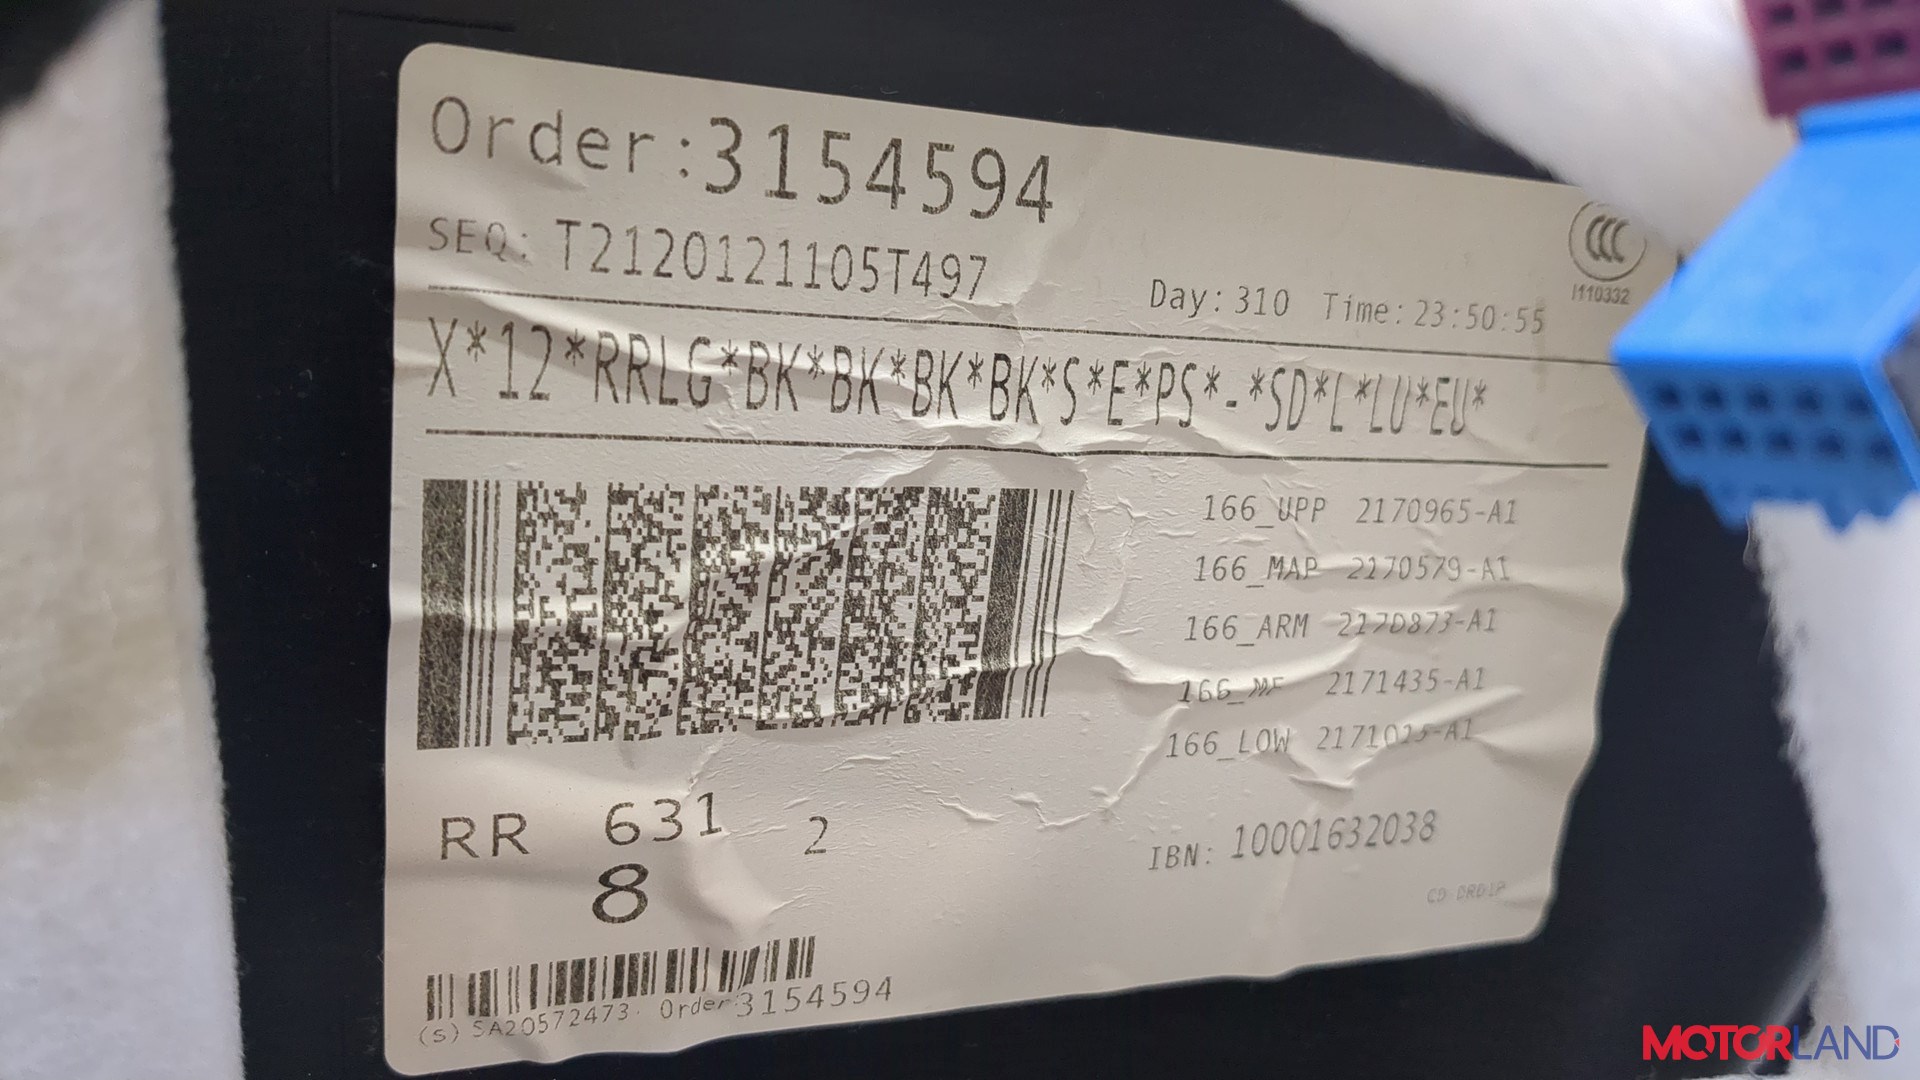 Order:3154594
SEQ: T2120121105T497
Day:310 Time:23:50:55
CCC
I110332
X*12*RRLG*BK*BK*BK*BK*S*E*PS*-*SD*L*LU*EU*
166_UPP 2170965-A1
166_MAP 2170579-A1
166_ARM 2170873-A1
166_MF 2171435-A1
166_LOW
RR 631 2
8
IBN: 10001632038
(S) SA20572473 Order:3154594
MOTORLAND